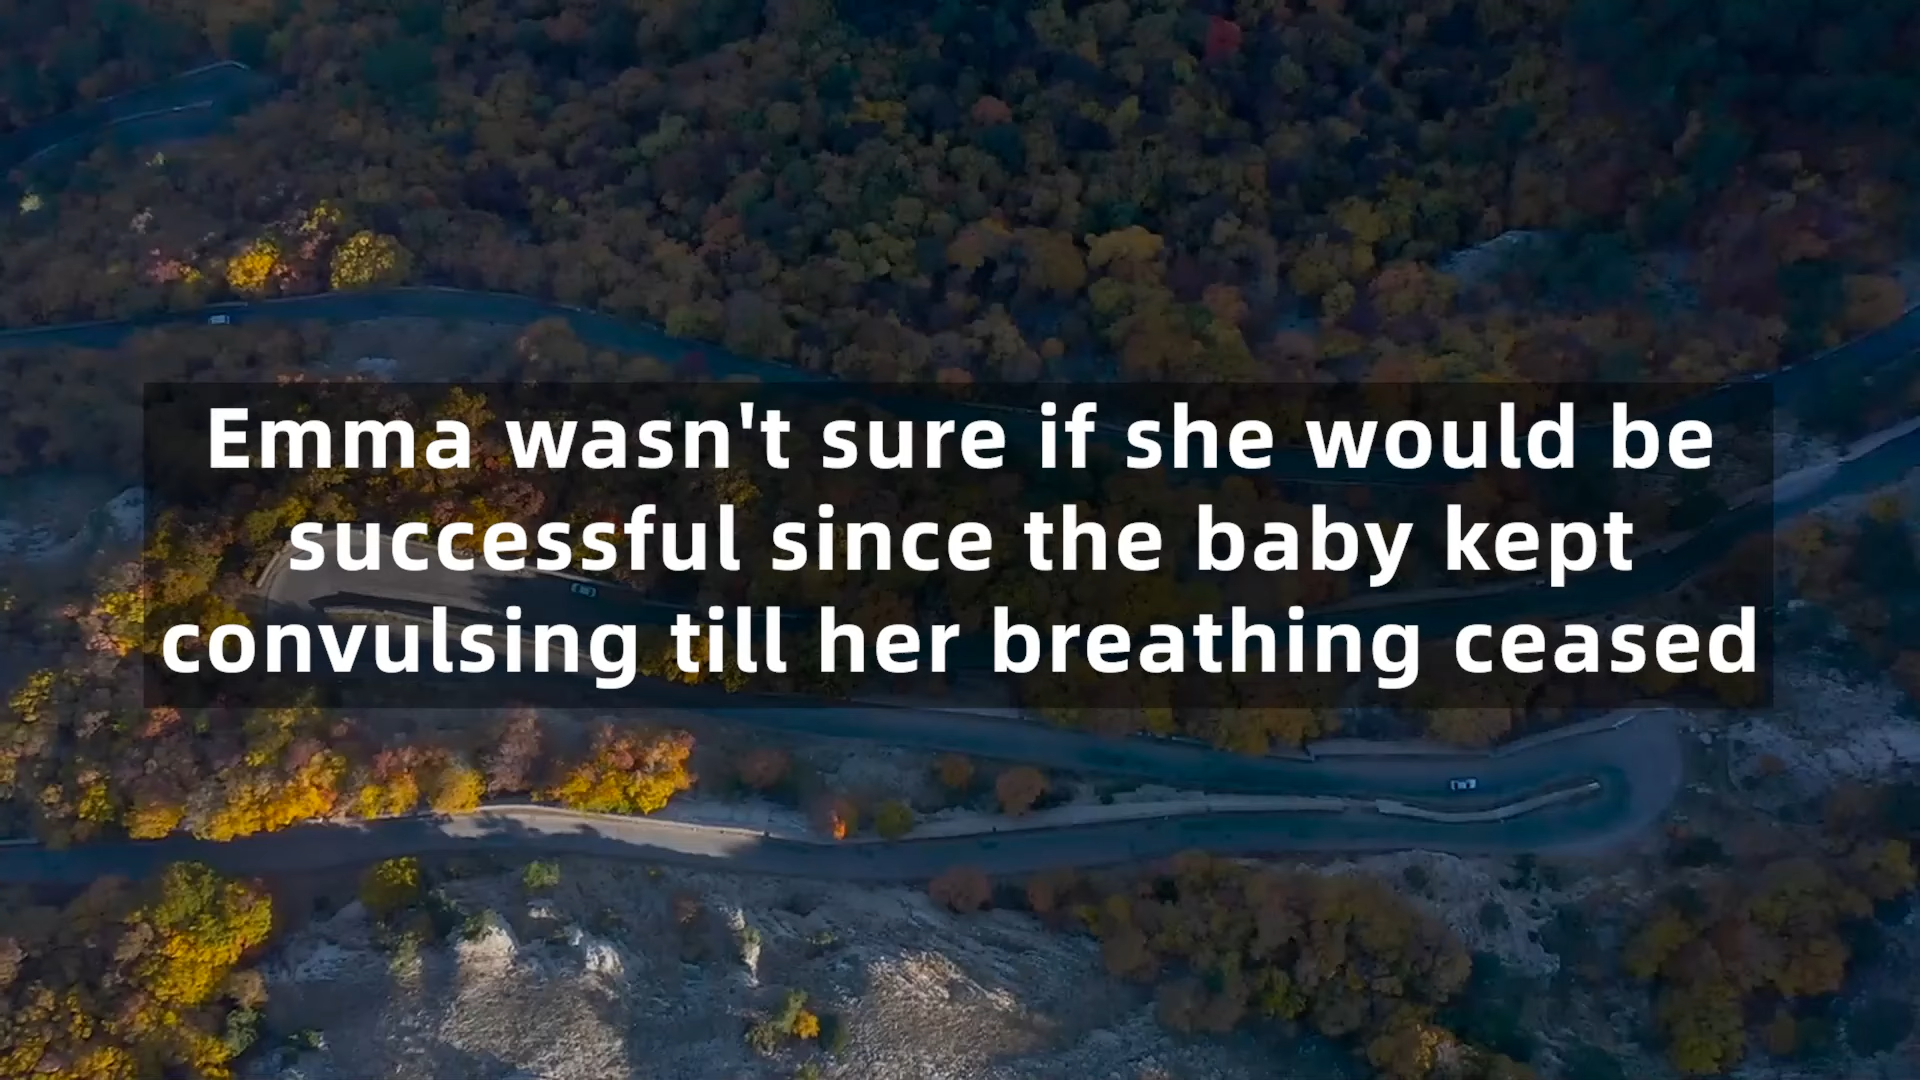 Emma wasn't sure if she would be
successful since the baby kept
convulsing till her breathing ceased